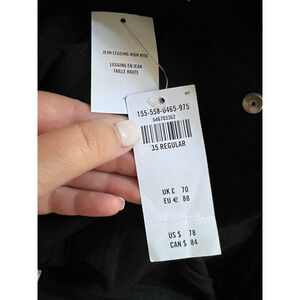 JEAN LEGGING HIGH RISE
LEGGING EN JEAN
TAILLE HAUTE
155-558-0465-975
646703362
35 REGULAR
UK £ 70
EU € 88
US $ 78
CAN $ 84